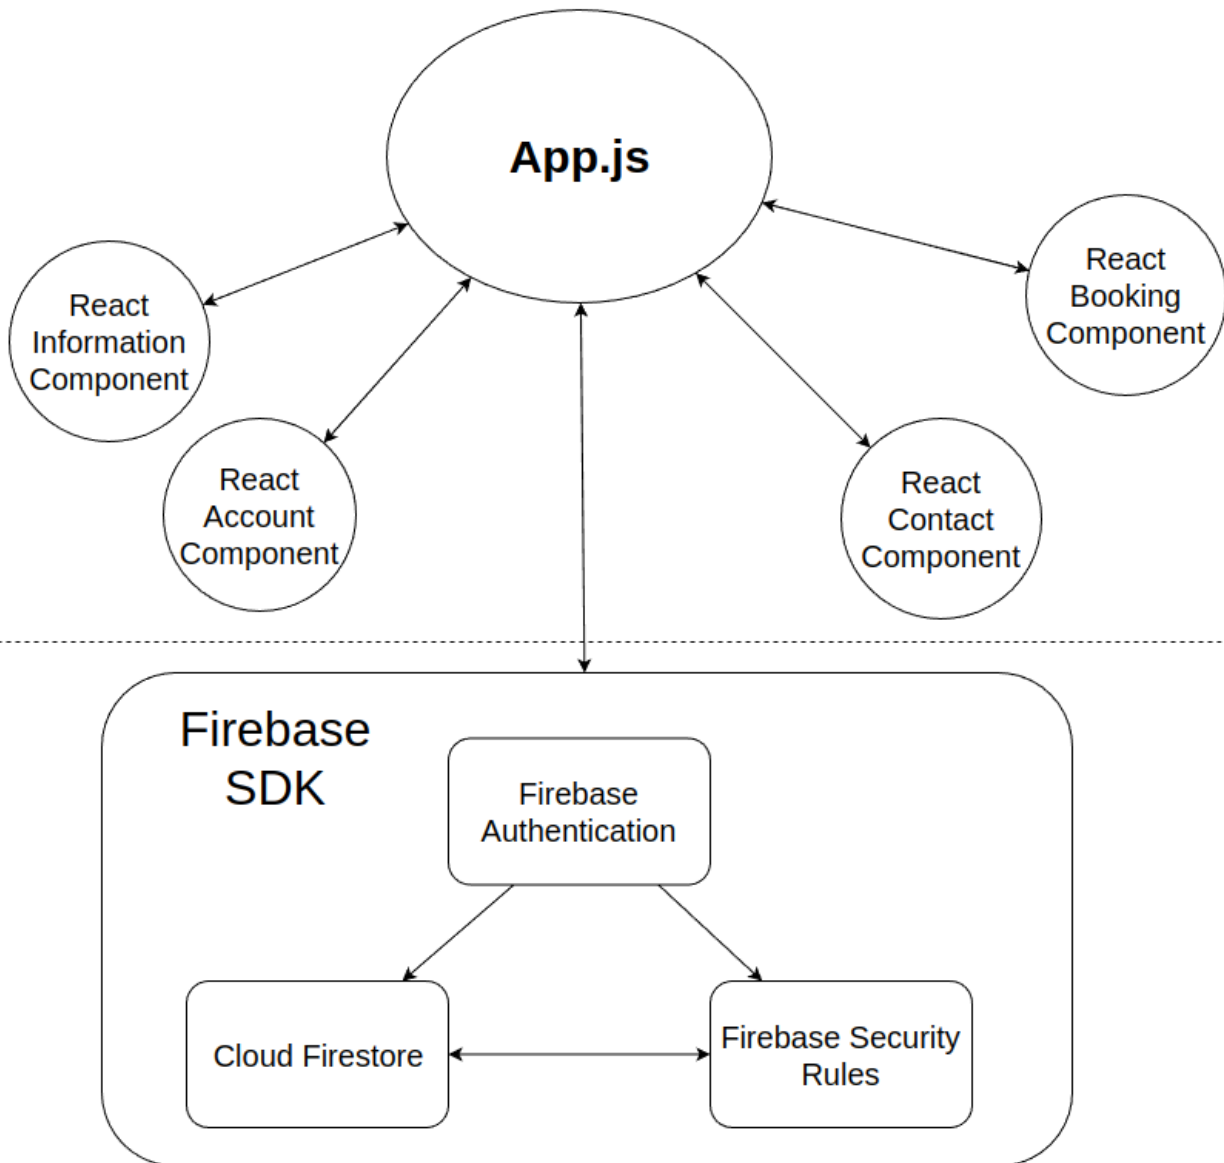 App.js
React
Information
Component
React
Account
Component
React
Contact
Component
React
Booking
Component
Firebase
SDK
Firebase
Authentication
Cloud Firestore
Firebase Security
Rules